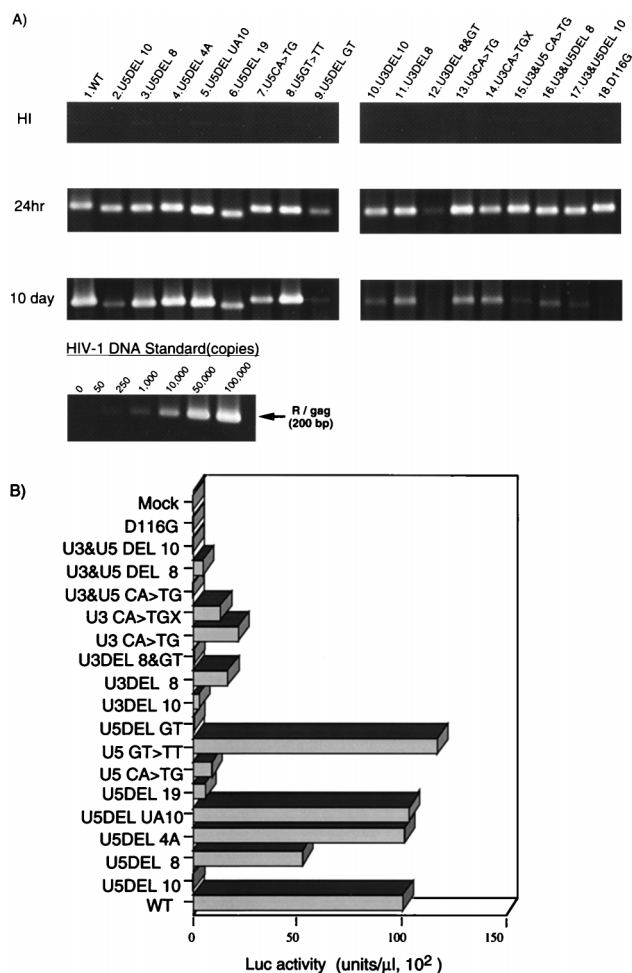 A)
1.WT
2.U5DEL 10
3.U5DEL 8
4.U5DEL 4A
5.U5DEL UA10
6.U5DEL 19
7.U5CA>TG
8.U5GT>TT
9.U5DEL GT
10.U3DEL 10
11.U3DEL8
12.U3DEL 8&GT
13.U3CA>TG
14.U3CA>TGX
15.U3&U5 CA>TG
16.U3&U5DEL 8
17.U3&U5DEL 10
18.D116G
HI
24hr
10 day
HIV-1 DNA Standard(copies)
0 50 250 1,000 10,000 50,000 100,000
R / gag
(200 bp)
B)
Mock
D116G
U3&U5 DEL 10
U3&U5 DEL 8
U3&U5 CA>TG
U3 CA>TGX
U3 CA>TG
U3DEL 8&GT
U3DEL 8
U3DEL 10
U5DEL GT
U5 GT>TT
U5 CA>TG
U5DEL 19
U5DEL UA10
U5DEL 4A
U5DEL 8
U5DEL 10
WT
0 50 100 150
Luc activity (units/µl, 10²)